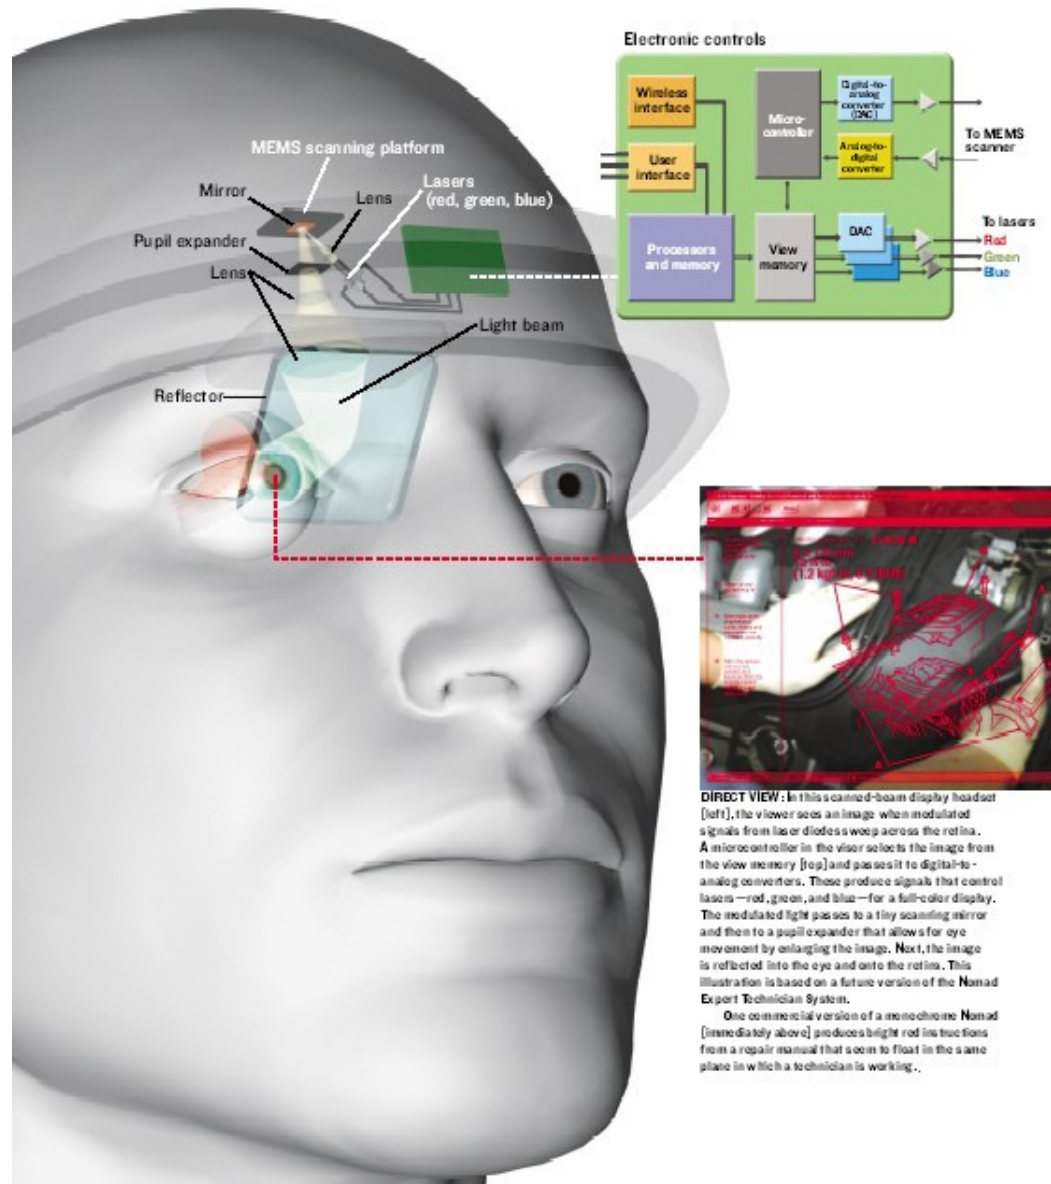 Electronic controls
Wireless
interface
User
interface
Processors
and memory
Micro-
controller
View
memory
Digital-to-
analog
converter
(DAC)
Analog-to-
digital
converter
DAC
To MEMS
scanner
To lasers
Red
Green
Blue
MEMS scanning platform
Mirror
Lens
Lasers
(red, green, blue)
Pupil expander
Lens
Light beam
Reflector
DIRECT VIEW: In this scanned-beam display headset
[left], the viewer sees an image when modulated
signals from laser diodes sweep across the retina.
A microcontroller in the visor selects the image from
the view memory [top] and passes it to digital-to-
analog converters. These produce signals that control
lasers—red, green, and blue—for a full-color display.
The modulated light passes to a tiny scanning mirror
and then to a pupil expander that allows for eye
movement by enlarging the image. Next, the image
is reflected into the eye and onto the retina. This
illustration is based on a future version of the Nomad
Expert Technician System.
One commercial version of a monochrome Nomad
[immediately above] produces bright red instructions
from a repair manual that seem to float in the same
plane in which a technician is working.